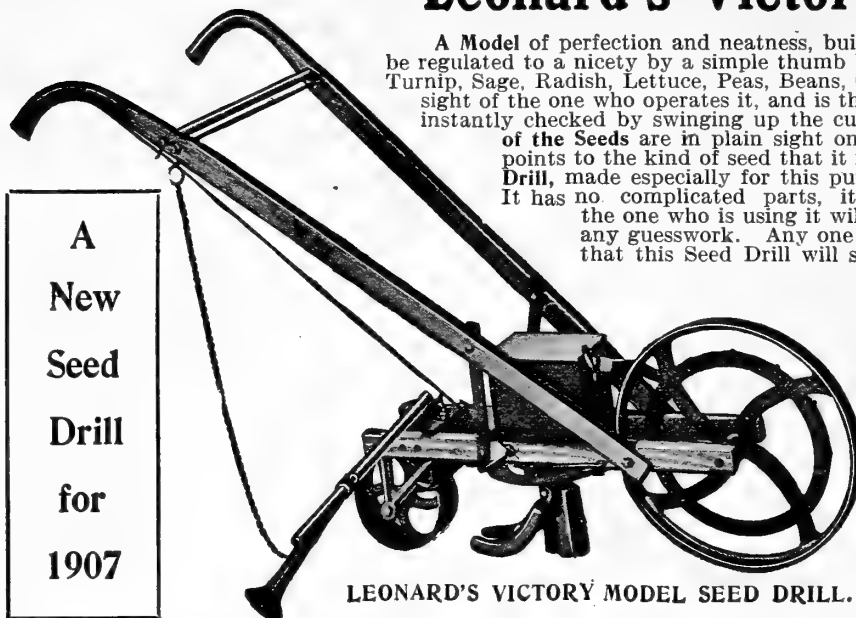 Leonard's Victor
A Model of perfection and neatness, bui
be regulated to a nicety by a simple thumb
Turnip, Sage, Radish, Lettuce, Peas, Beans,
sight of the one who operates it, and is th
instantly checked by swinging up the cu
of the Seeds are in plain sight on
points to the kind of seed that it
Drill, made especially for this pu
It has no complicated parts, it
the one who is using it wil
any guesswork. Any one
that this Seed Drill will s
A
New
Seed
Drill
for
1907
LEONARD'S VICTORY MODEL SEED DRILL.